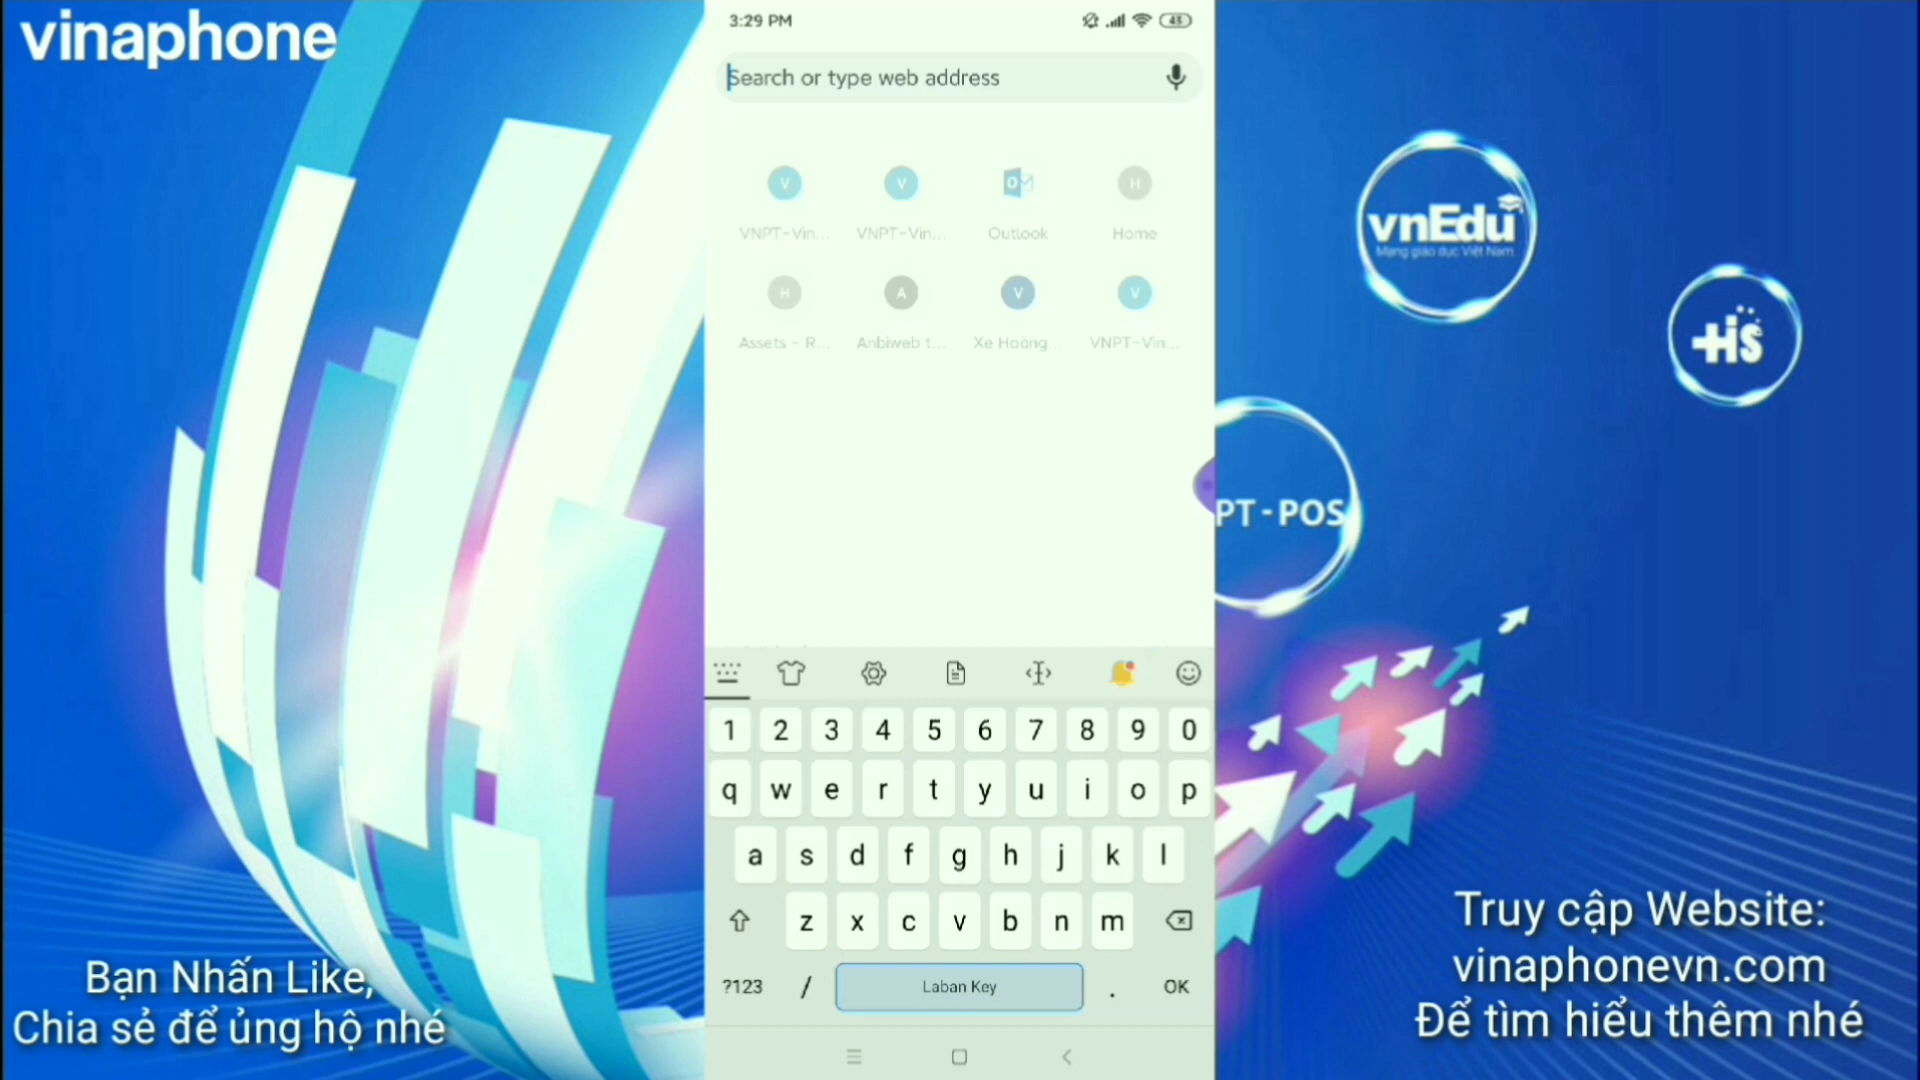 vinaphone
3:29 PM
45
Search or type web address
V
V
H
VNPT-Vin...
VNPT-Vin...
Outlook
Home
H
A
V
V
Assets - R...
Anbiweb t...
Xe Hoàng...
VNPT-Vin...
vnEdu
Mạng giáo dục Việt Nam
HiS
PT - POS
1 2 3 4 5 6 7 8 9 0
q w e r t y u i o p
a s d f g h j k l
z x c v b n m
?123 / Laban Key . OK
Bạn Nhấn Like,
Chia sẻ để ủng hộ nhé
Truy cập Website:
vinaphonevn.com
Để tìm hiểu thêm nhé